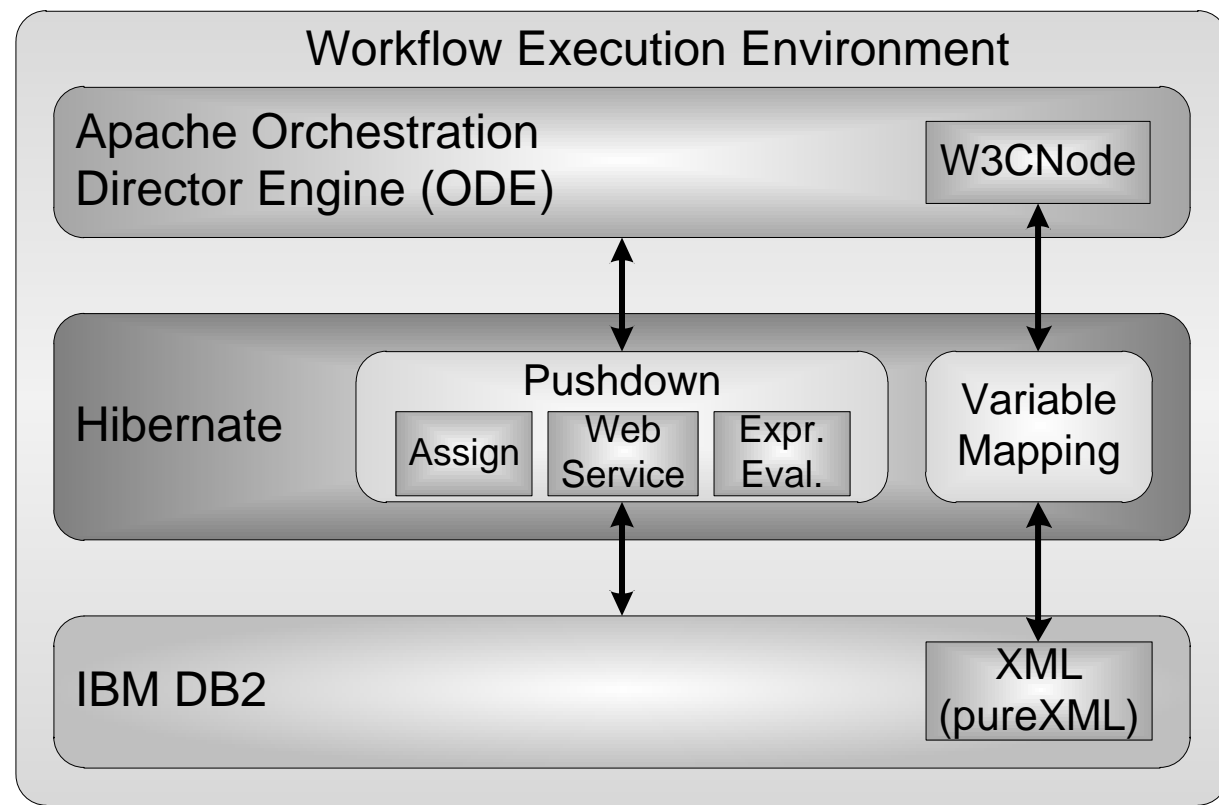 Workflow Execution Environment
Apache Orchestration
Director Engine (ODE)
W3CNode
Hibernate
Pushdown
Assign
Web
Service
Expr.
Eval.
Variable
Mapping
IBM DB2
XML
(pureXML)